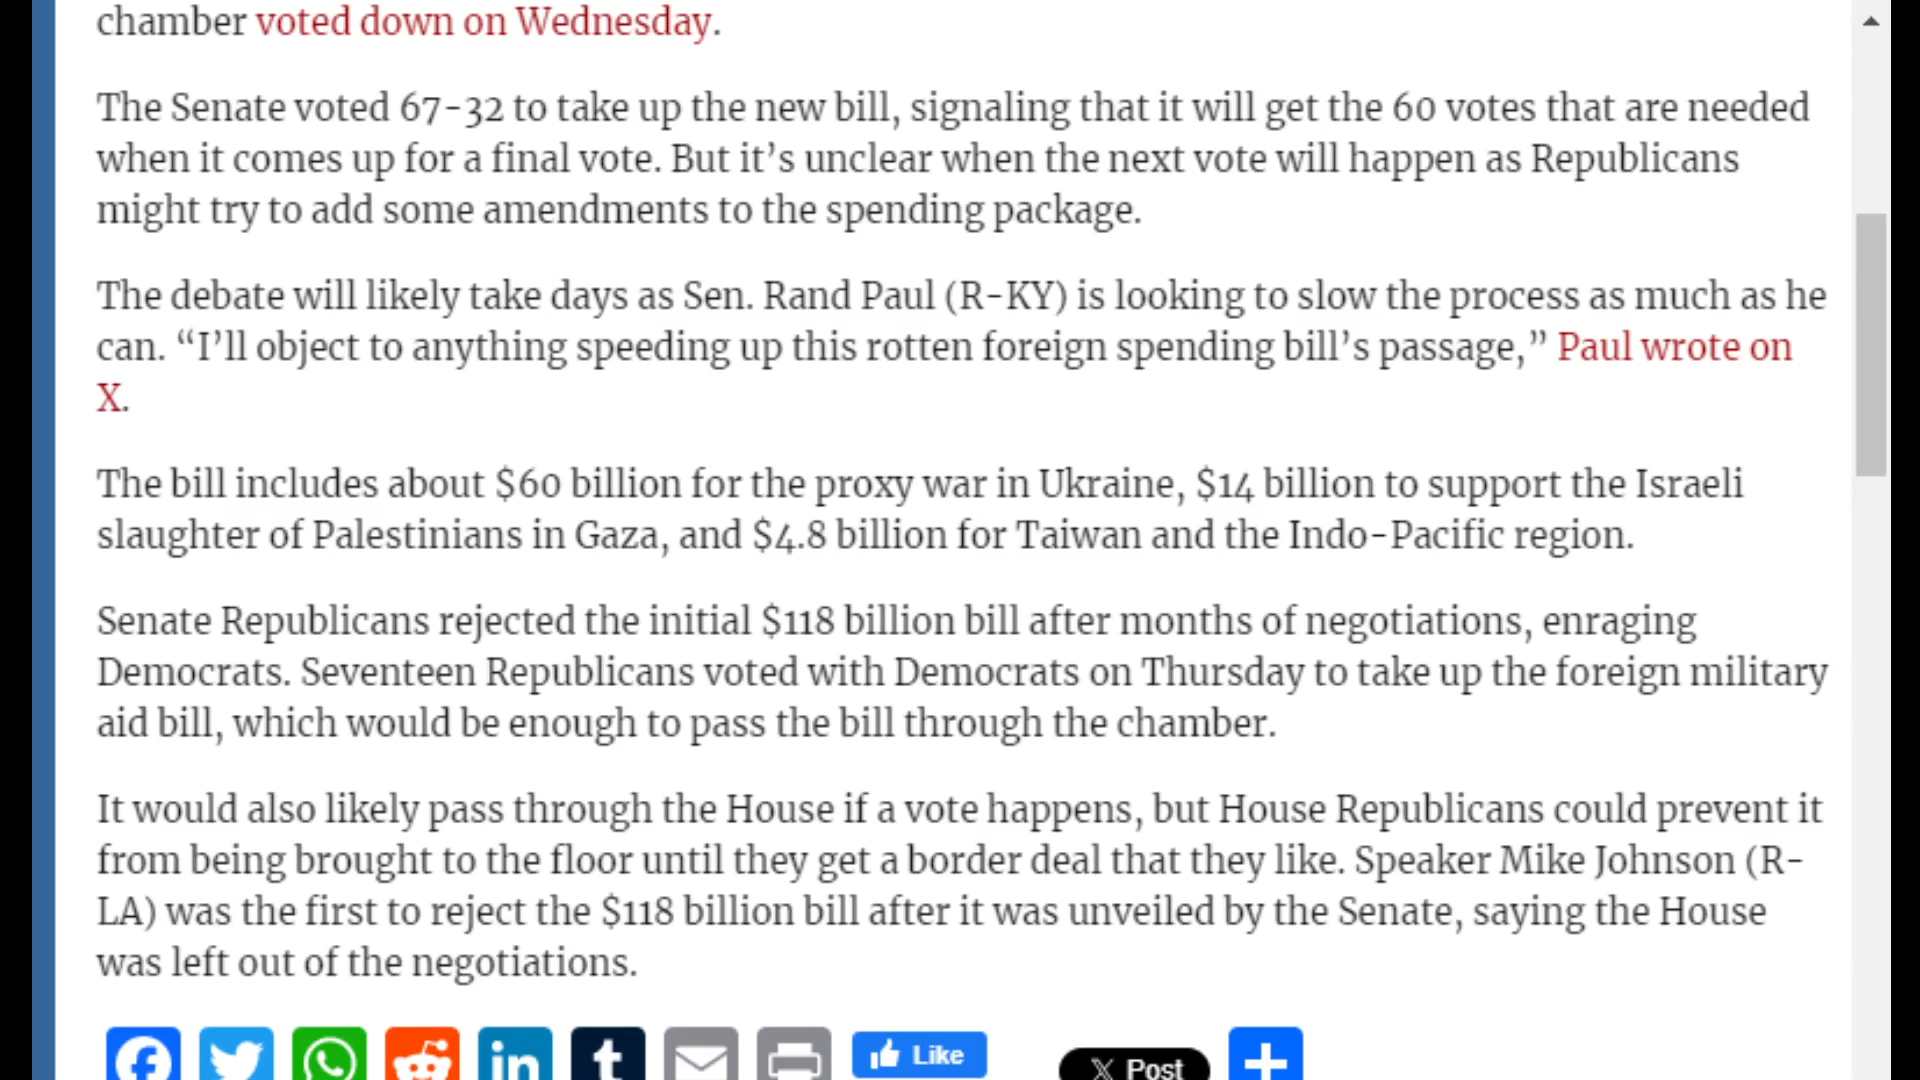 chamber voted down on Wednesday.
The Senate voted 67-32 to take up the new bill, signaling that it will get the 60 votes that are needed
when it comes up for a final vote. But it’s unclear when the next vote will happen as Republicans
might try to add some amendments to the spending package.
The debate will likely take days as Sen. Rand Paul (R-KY) is looking to slow the process as much as he
can. “I’ll object to anything speeding up this rotten foreign spending bill’s passage,” Paul wrote on
X.
The bill includes about $60 billion for the proxy war in Ukraine, $14 billion to support the Israeli
slaughter of Palestinians in Gaza, and $4.8 billion for Taiwan and the Indo-Pacific region.
Senate Republicans rejected the initial $118 billion bill after months of negotiations, enraging
Democrats. Seventeen Republicans voted with Democrats on Thursday to take up the foreign military
aid bill, which would be enough to pass the bill through the chamber.
It would also likely pass through the House if a vote happens, but House Republicans could prevent it
from being brought to the floor until they get a border deal that they like. Speaker Mike Johnson (R-
LA) was the first to reject the $118 billion bill after it was unveiled by the Senate, saying the House
was left out of the negotiations.
in t Like X Post